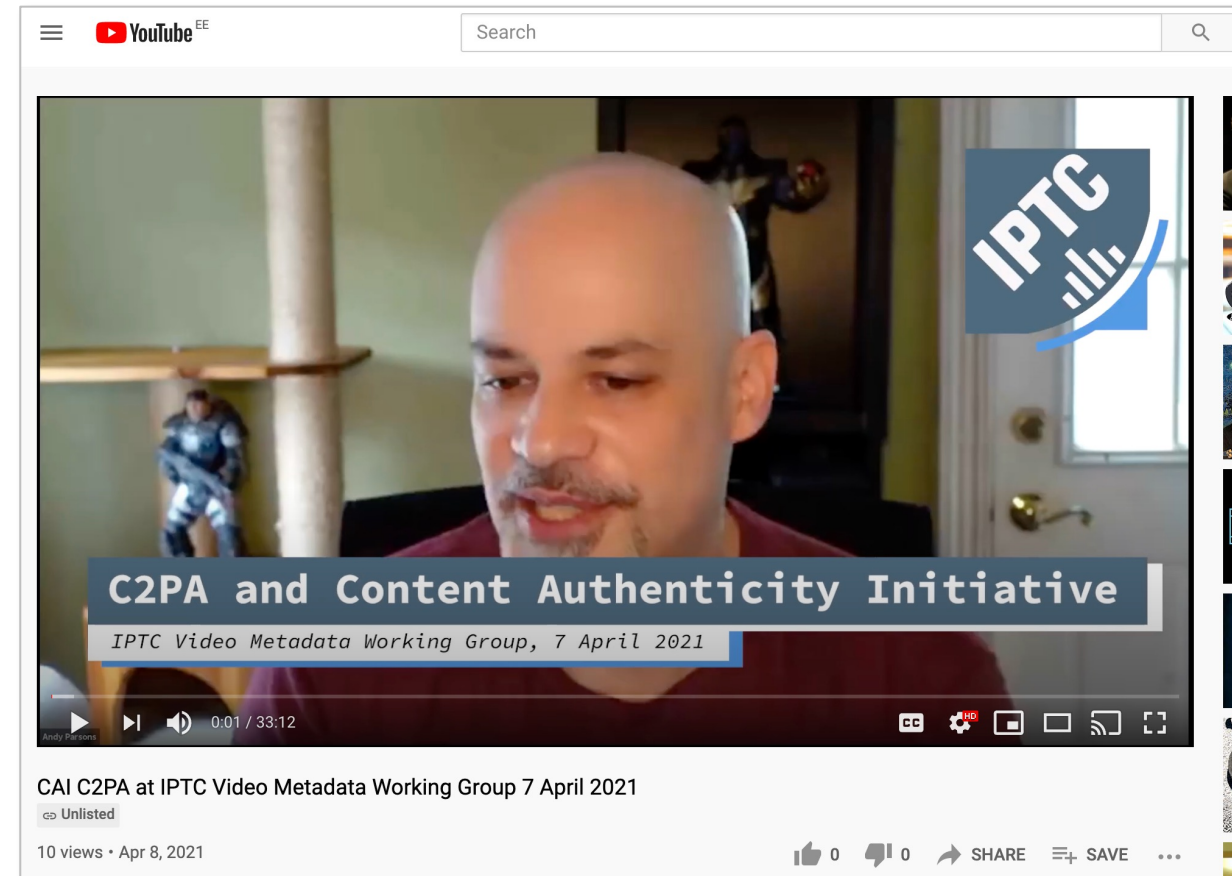 YouTube EE
Search
IPTC
C2PA and Content Authenticity Initiative
IPTC Video Metadata Working Group, 7 April 2021
0:01 / 33:12
CC
HD
Andy Parsons
CAI C2PA at IPTC Video Metadata Working Group 7 April 2021
Unlisted
10 views • Apr 8, 2021
0 0 SHARE SAVE